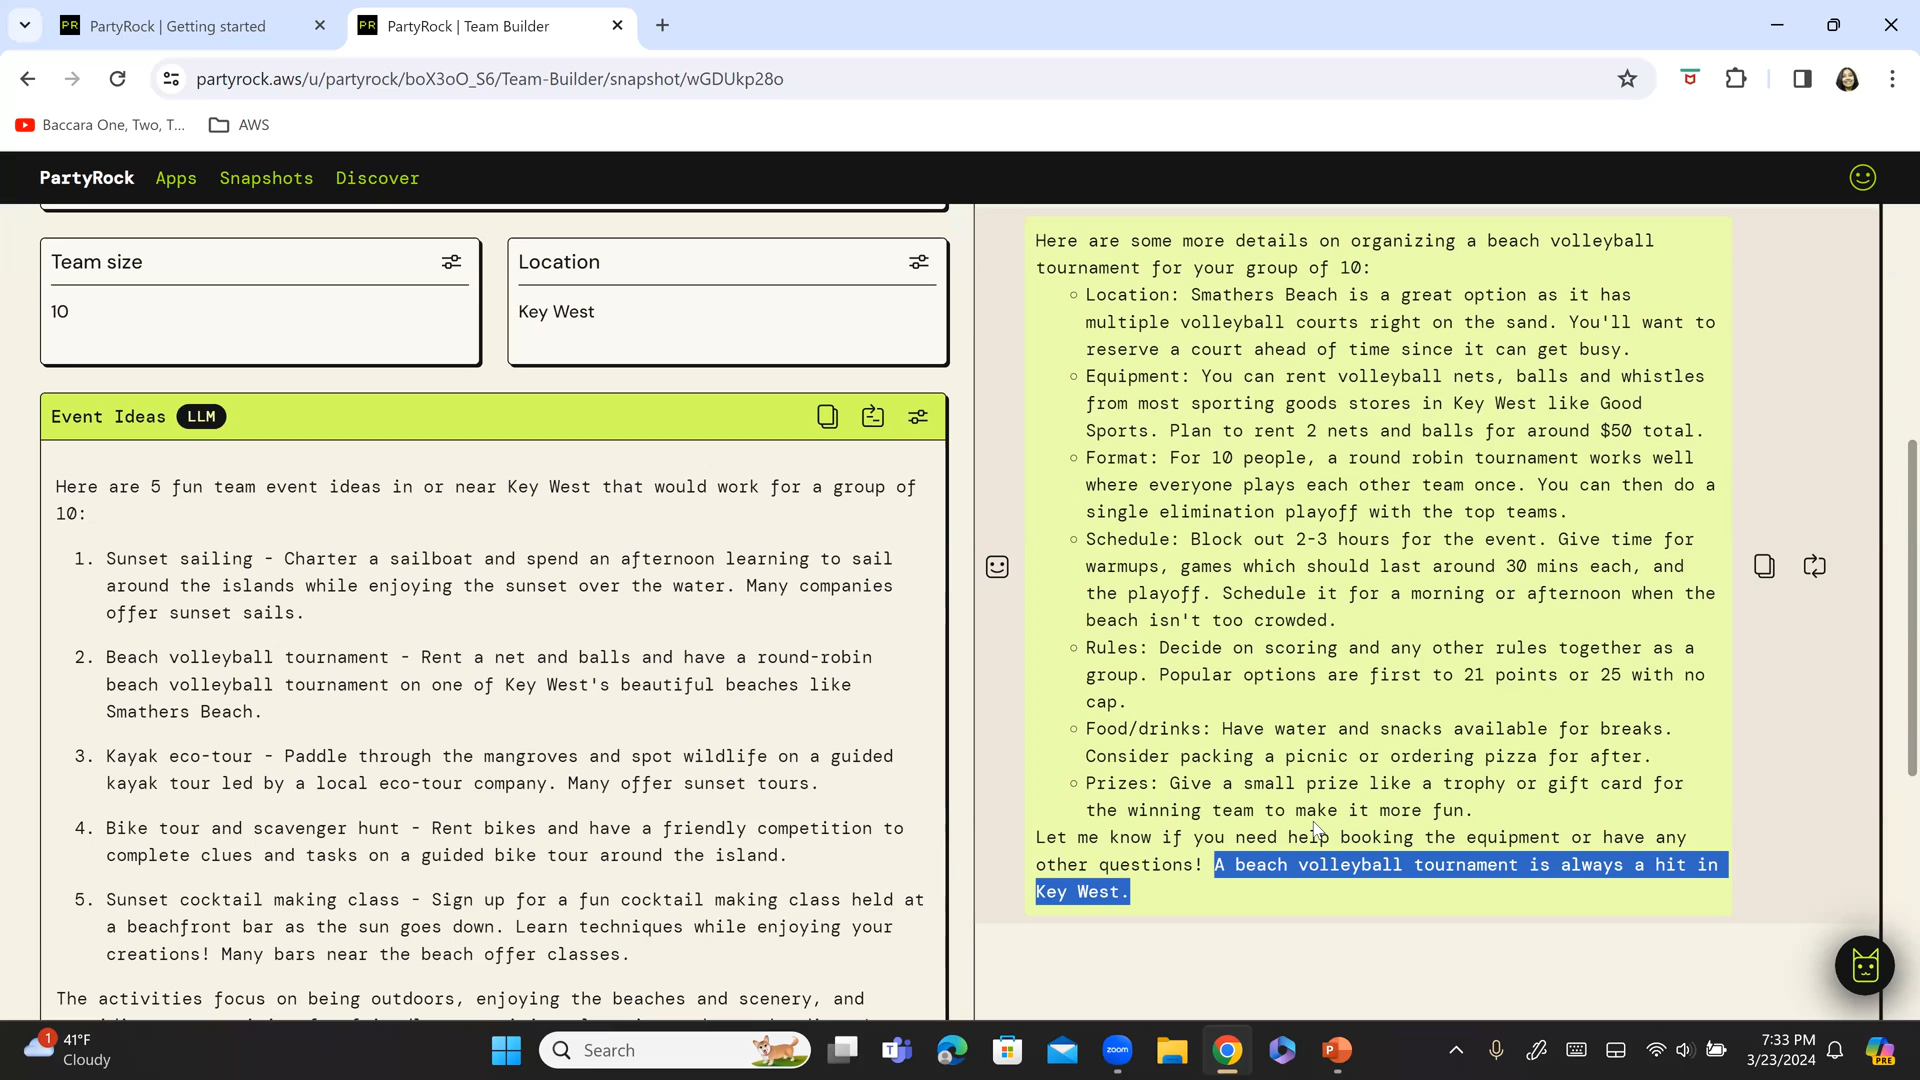 PR PartyRock | Getting started
PR PartyRock | Team Builder
partyrock.aws/u/partyrock/boX3oO_S6/Team-Builder/snapshot/wGDUkp28o
Baccara One, Two, T...
AWS
PartyRock Apps Snapshots Discover
Team size
10
Location
Key West
Event Ideas LLM
Here are 5 fun team event ideas in or near Key West that would work for a group of
10:
1. Sunset sailing - Charter a sailboat and spend an afternoon learning to sail
around the islands while enjoying the sunset over the water. Many companies
offer sunset sails.
2. Beach volleyball tournament - Rent a net and balls and have a round-robin
beach volleyball tournament on one of Key West's beautiful beaches like
Smathers Beach.
3. Kayak eco-tour - Paddle through the mangroves and spot wildlife on a guided
kayak tour led by a local eco-tour company. Many offer sunset tours.
4. Bike tour and scavenger hunt - Rent bikes and have a friendly competition to
complete clues and tasks on a guided bike tour around the island.
5. Sunset cocktail making class - Sign up for a fun cocktail making class held at
a beachfront bar as the sun goes down. Learn techniques while enjoying your
creations! Many bars near the beach offer classes.
The activities focus on being outdoors, enjoying the beaches and scenery, and
Here are some more details on organizing a beach volleyball
tournament for your group of 10:
Location: Smathers Beach is a great option as it has
multiple volleyball courts right on the sand. You'll want to
reserve a court ahead of time since it can get busy.
Equipment: You can rent volleyball nets, balls and whistles
from most sporting goods stores in Key West like Good
Sports. Plan to rent 2 nets and balls for around $50 total.
Format: For 10 people, a round robin tournament works well
where everyone plays each other team once. You can then do a
single elimination playoff with the top teams.
Schedule: Block out 2-3 hours for the event. Give time for
warmups, games which should last around 30 mins each, and
the playoff. Schedule it for a morning or afternoon when the
beach isn't too crowded.
Rules: Decide on scoring and any other rules together as a
group. Popular options are first to 21 points or 25 with no
cap.
Food/drinks: Have water and snacks available for breaks.
Consider packing a picnic or ordering pizza for after.
Prizes: Give a small prize like a trophy or gift card for
the winning team to make it more fun.
Let me know if you need help booking the equipment or have any
other questions! A beach volleyball tournament is always a hit in
Key West.
1
41°F
Cloudy
Search
zoom
7:33 PM
3/23/2024
PRE